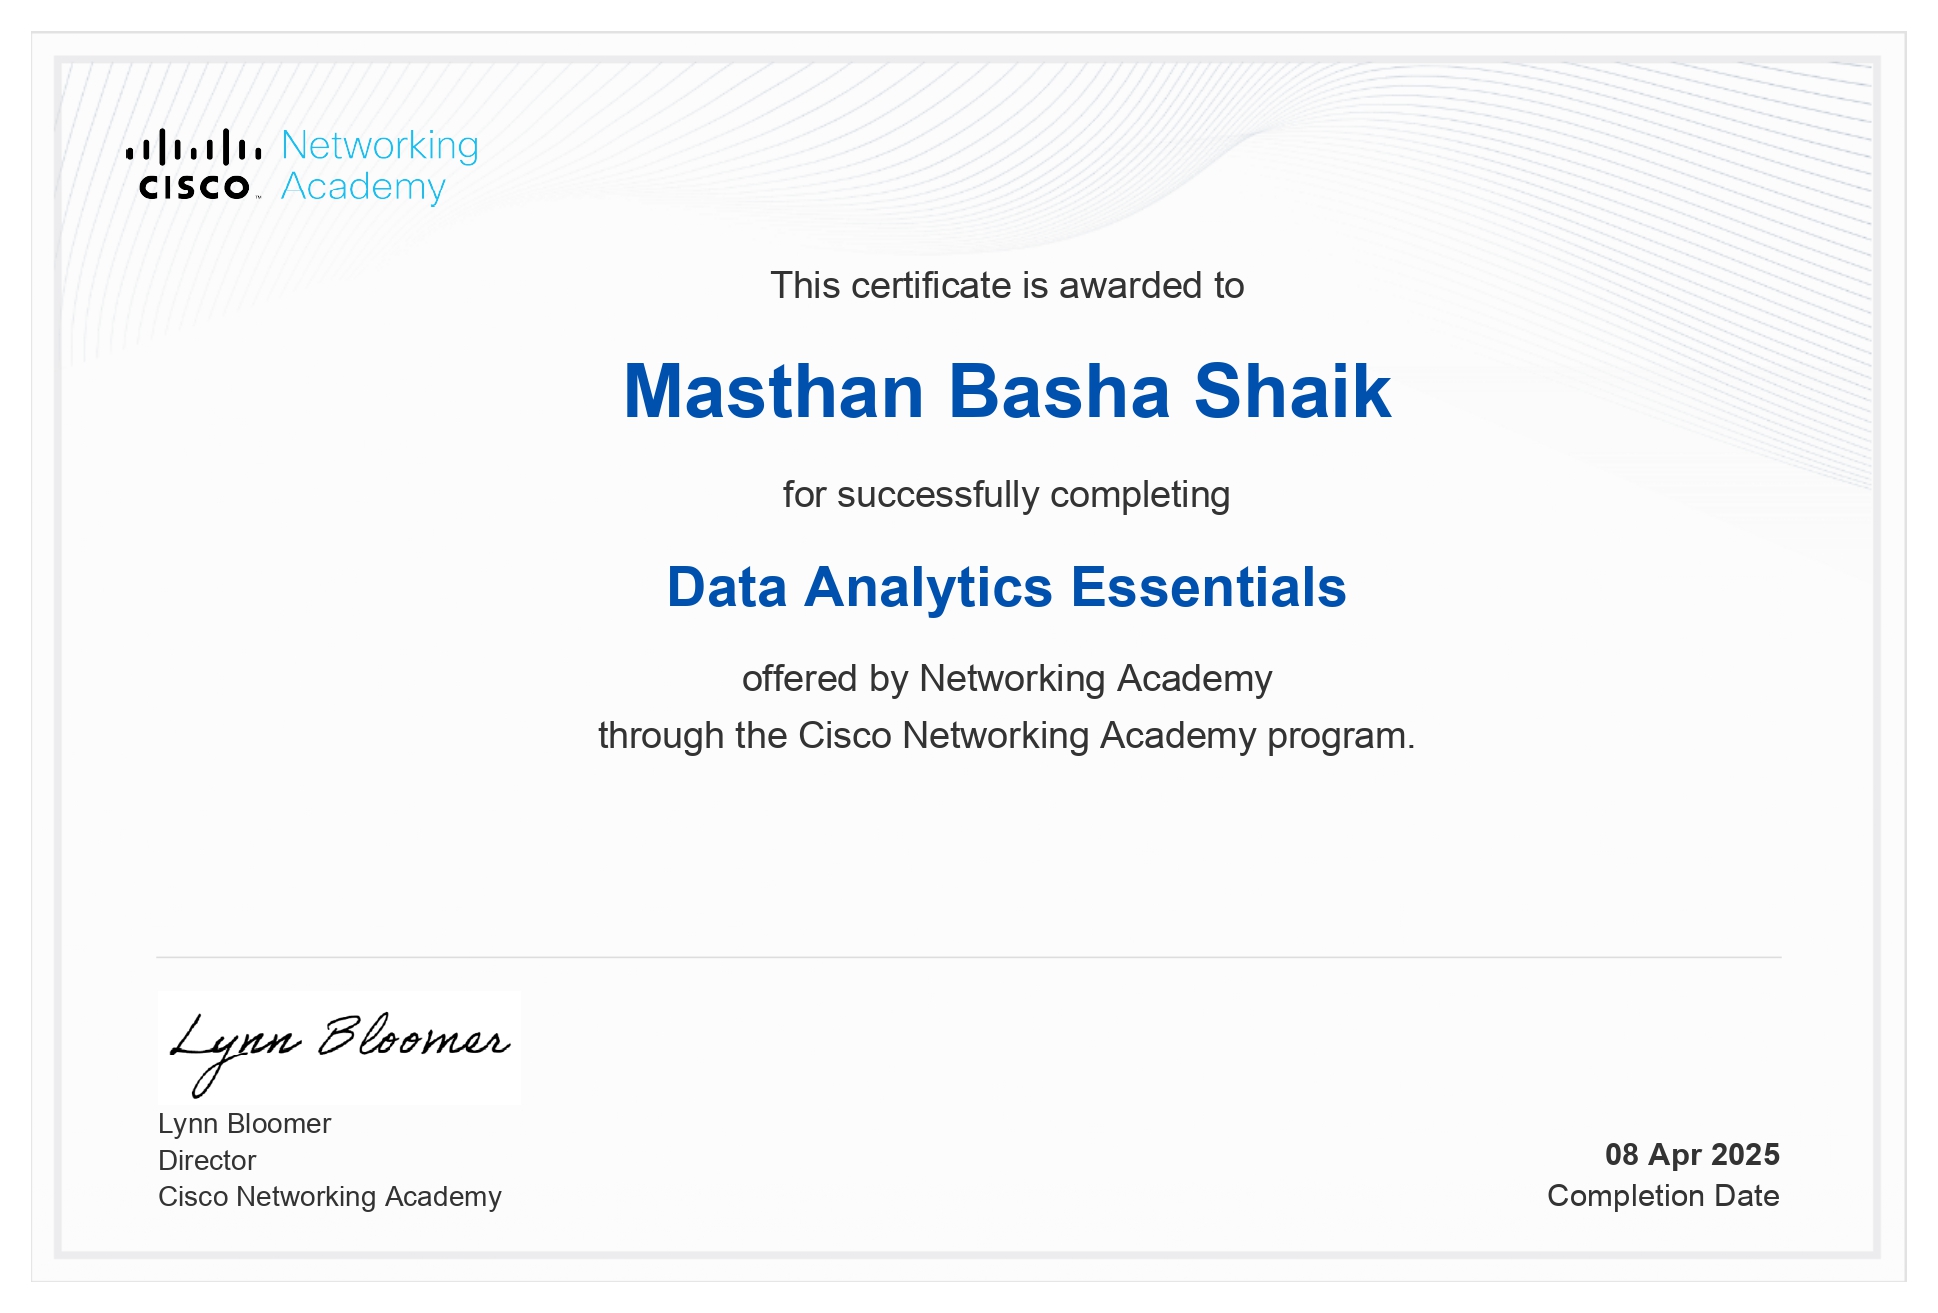 Networking
CISCO™ Academy
This certificate is awarded to
Masthan Basha Shaik
for successfully completing
Data Analytics Essentials
offered by Networking Academy
through the Cisco Networking Academy program.
Lynn Bloomer
Lynn Bloomer
Director
Cisco Networking Academy
08 Apr 2025
Completion Date